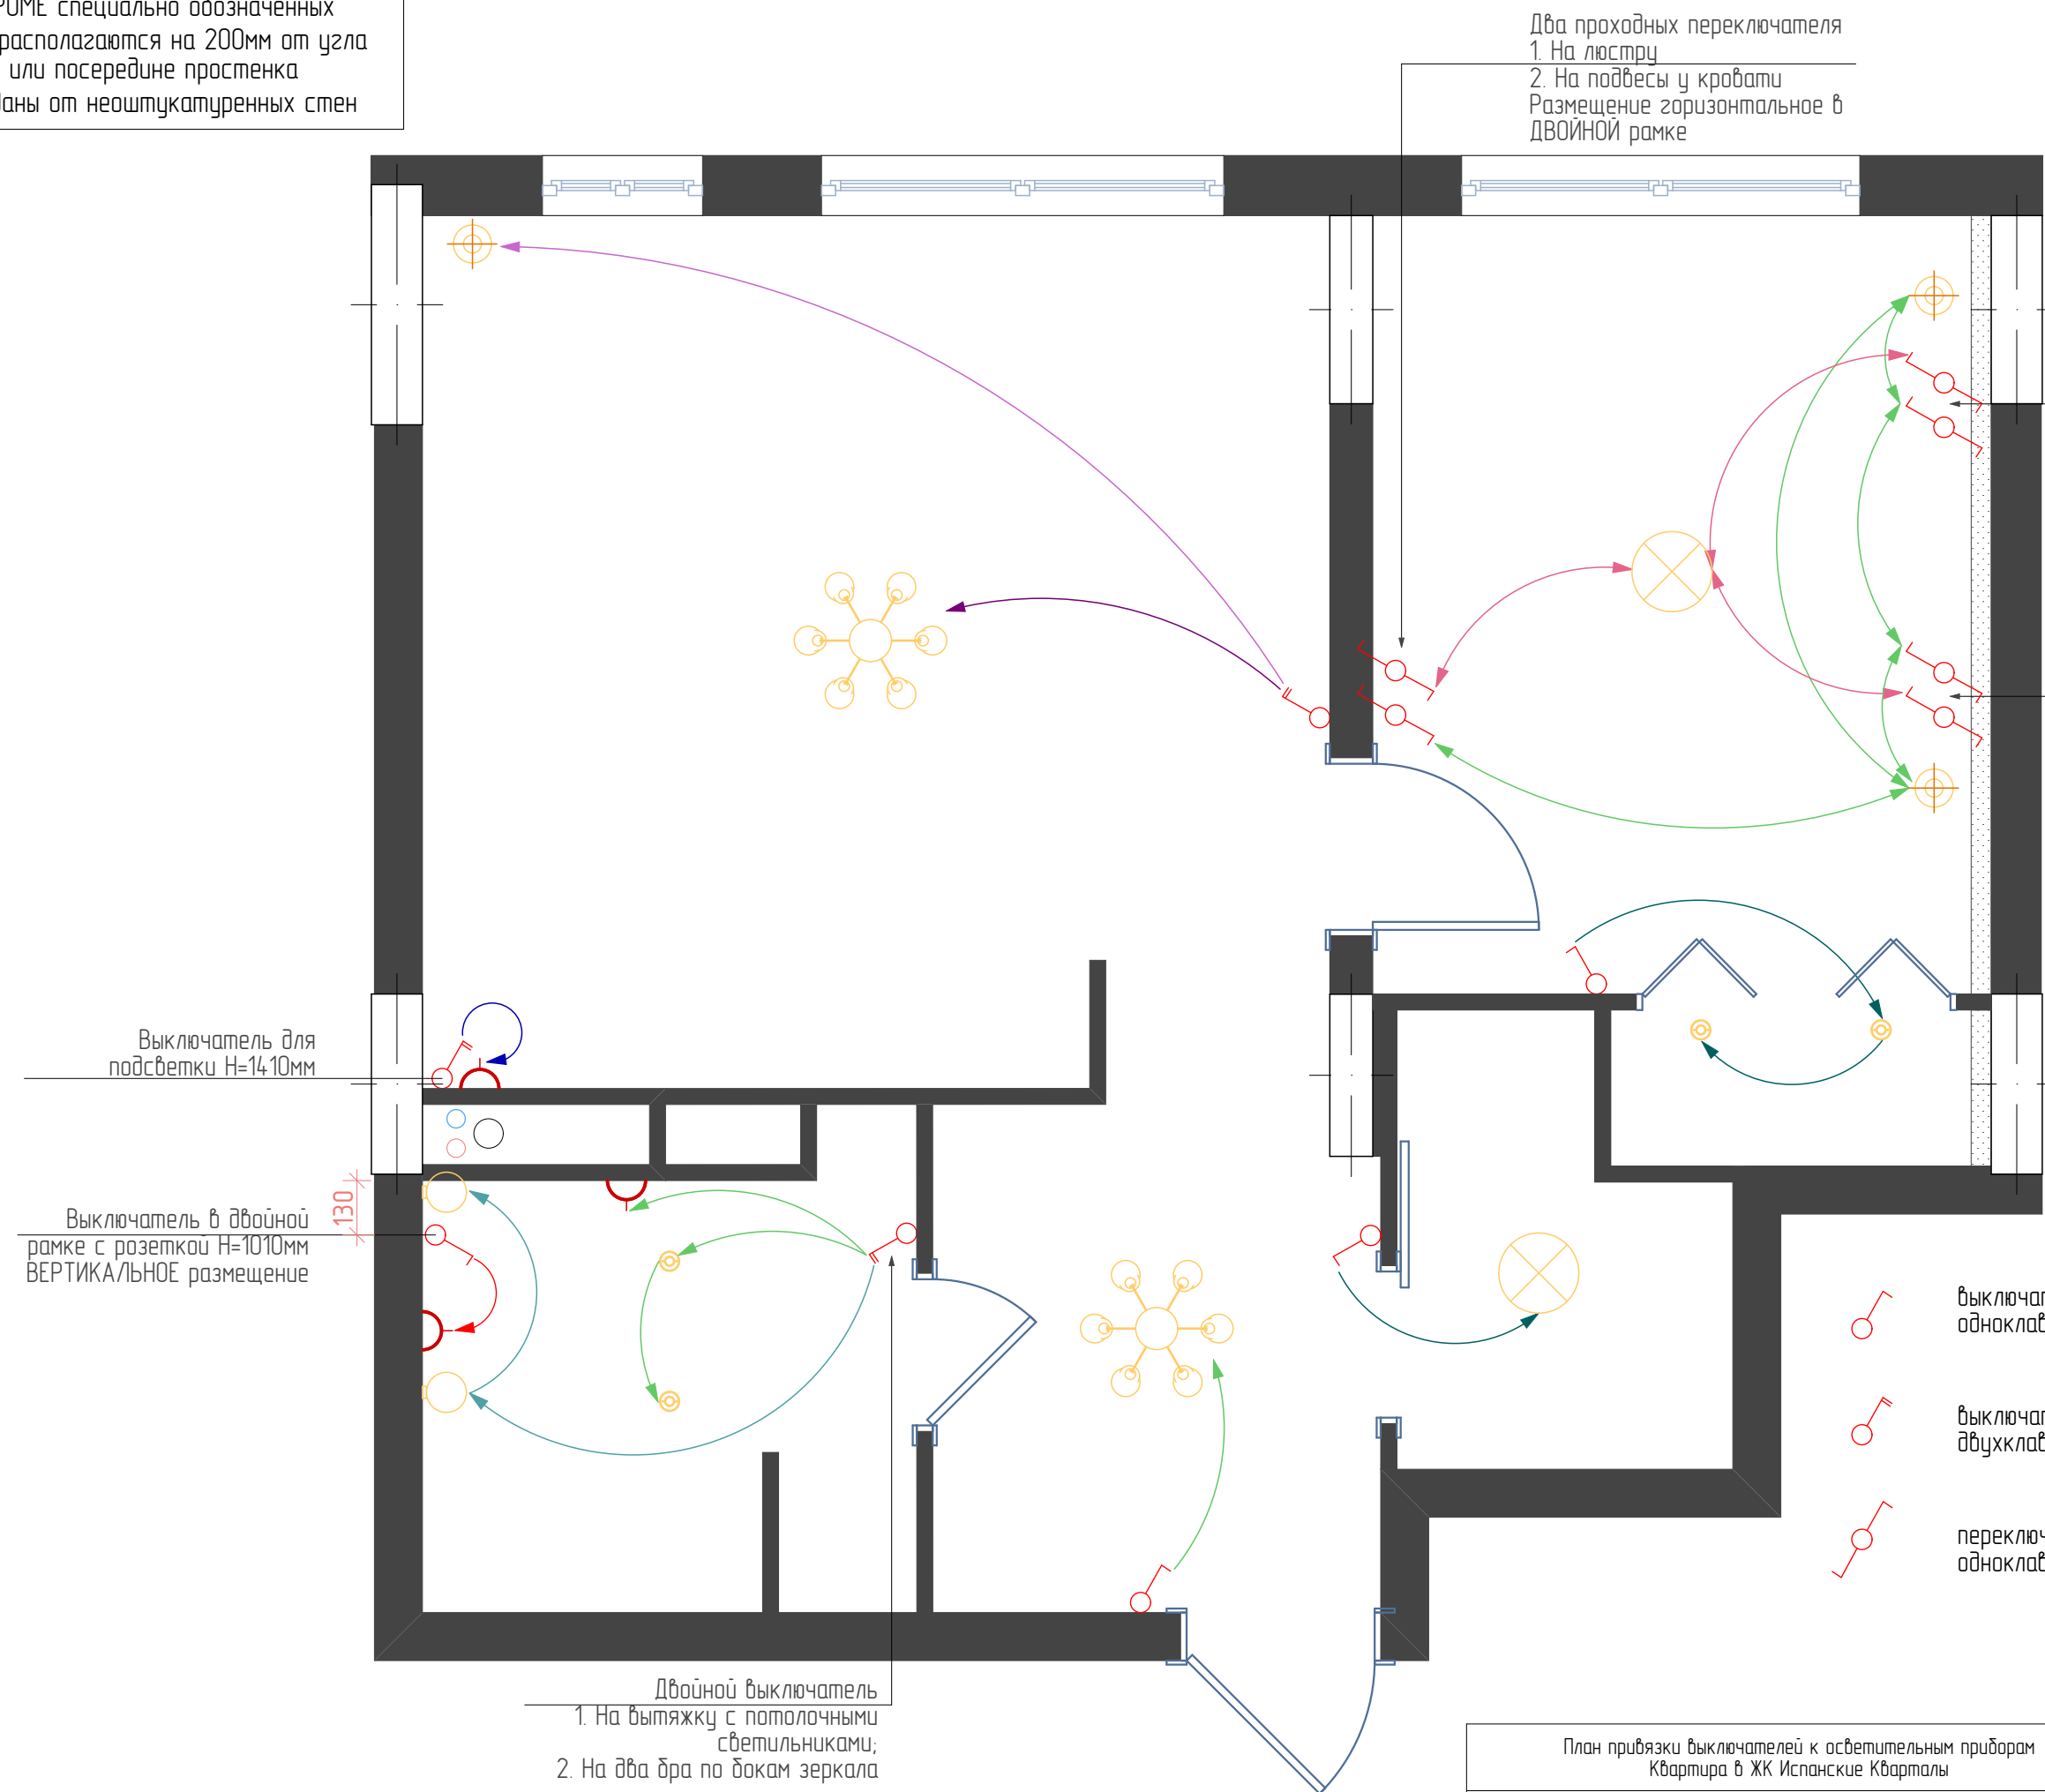 специально обозначенных
располагаются на 200мм от угла
или посередине простенка
от неоштукатуренных стен
Два проходных переключателя
1. На люстру
2. На подвесы у кровати
Размещение горизонтальное в
ДВОЙНОЙ рамке
Выключатель для
подсветки H=1410мм
130
Выключатель в двойной
рамке с розеткой H=1010мм
ВЕРТИКАЛЬНОЕ размещение
Двойной выключатель
1. На вытяжку с потолочными
светильниками;
2. На два бра по бокам зеркала
План привязки выключателей к осветительным приборам
Квартира в ЖК Испанские Кварталы